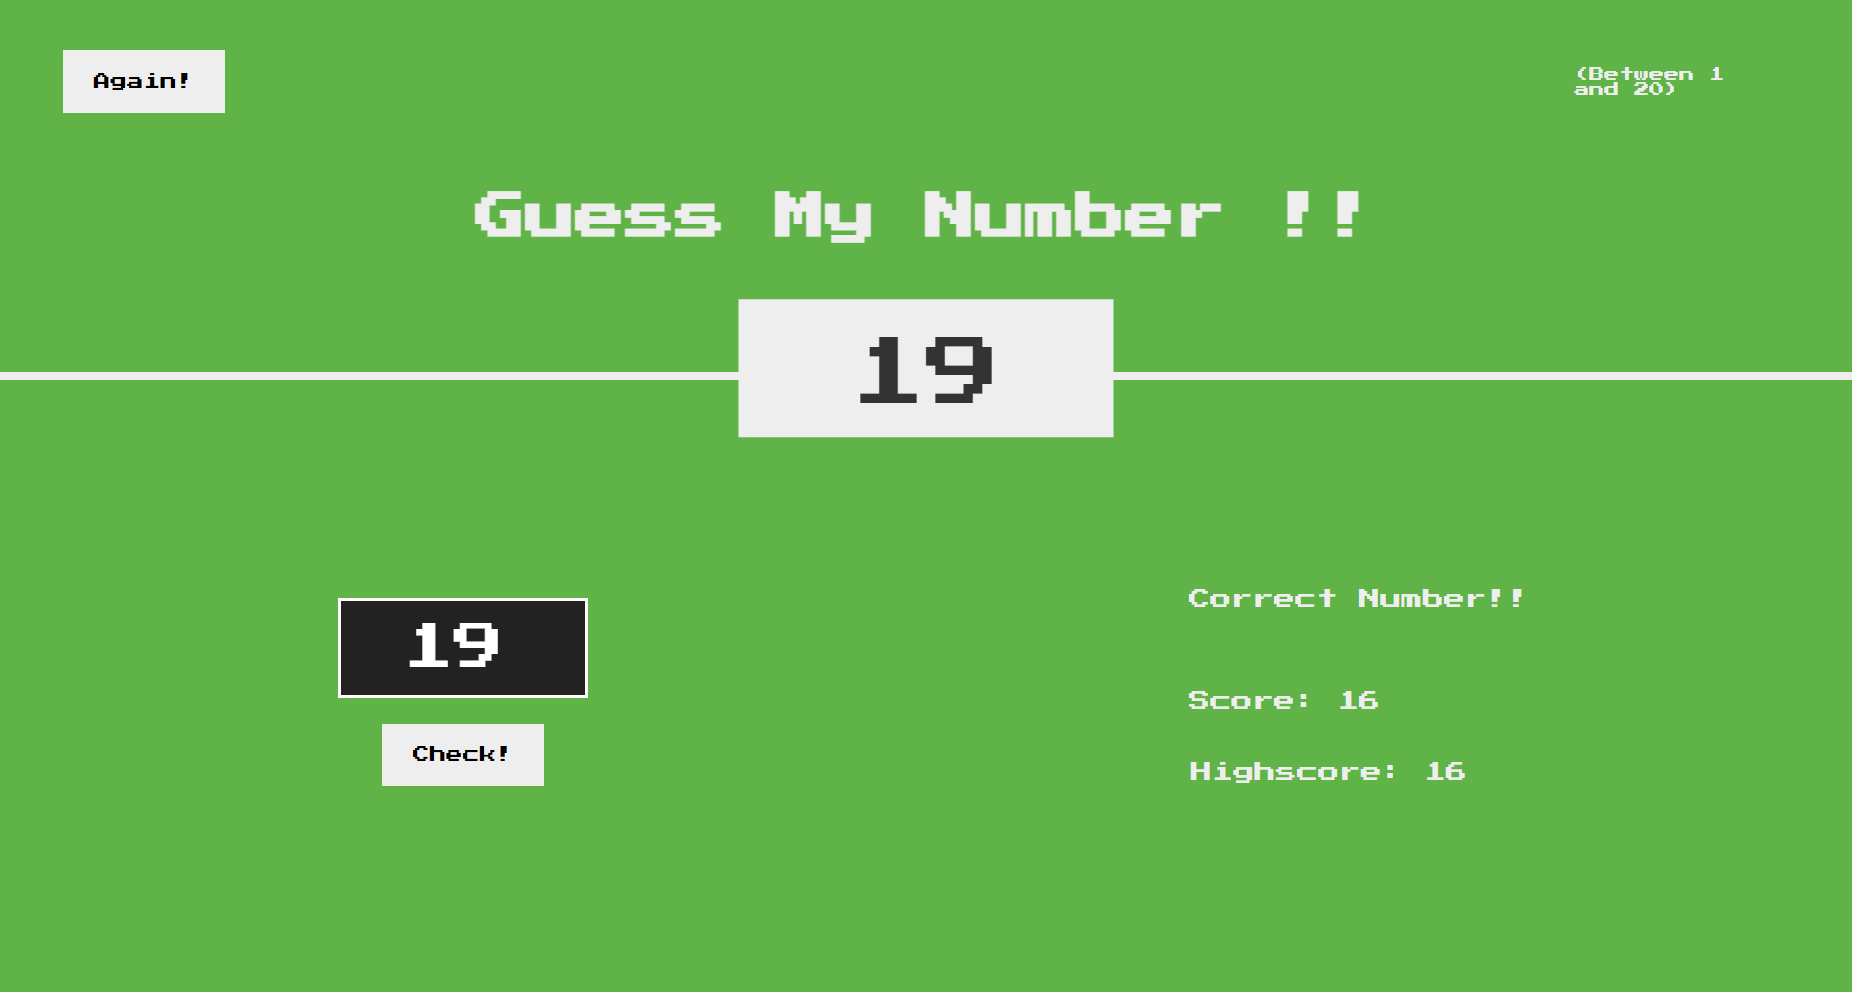 Again!
(Between 1
and 20)
Guess My Number !!
19
19
Check!
Correct Number!!
Score: 16
Highscore: 16